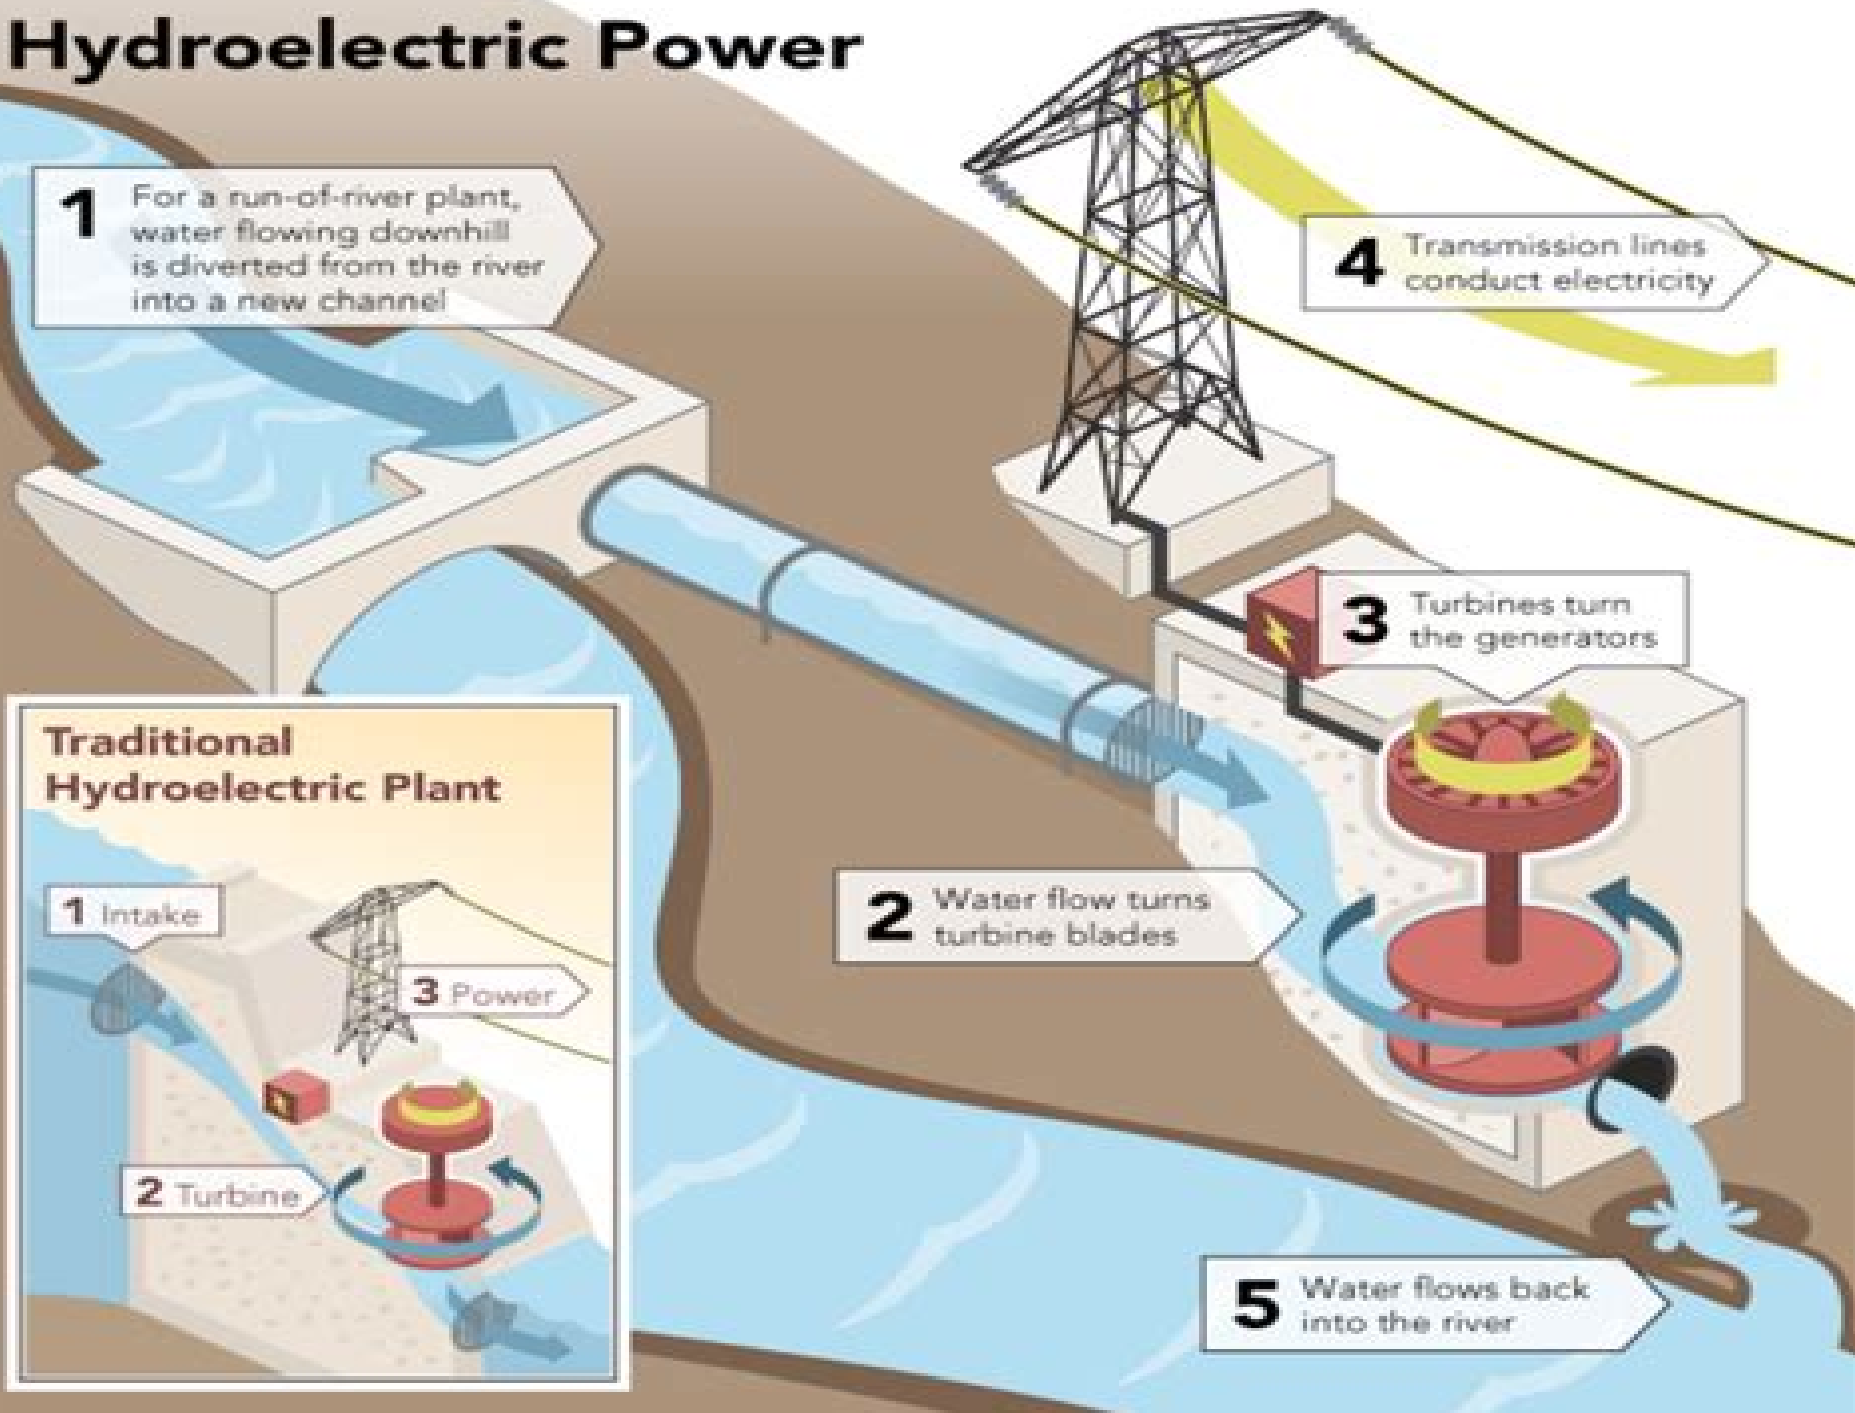 Hydroelectric Power
1 For a run-of-river plant,
water flowing downhill
is diverted from the river
into a new channel
4 Transmission lines
conduct electricity
3 Turbines turn
the generators
2 Water flow turns
turbine blades
5 Water flows back
into the river
Traditional
Hydroelectric Plant
1 Intake
3 Power
2 Turbine